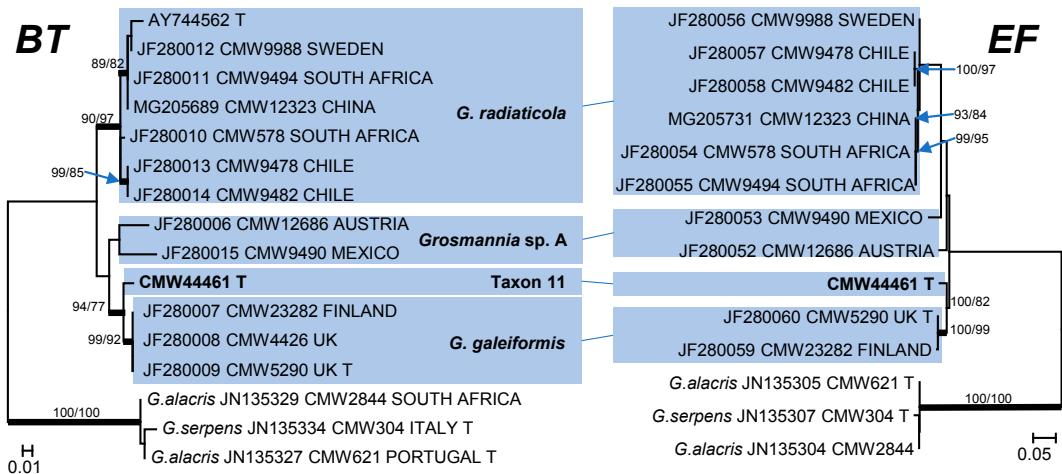 BT
AY744562 T
JF280012 CMW9988 SWEDEN
89/82
JF280011 CMW9494 SOUTH AFRICA
MG205689 CMW12323 CHINA
G. radiaticola
90/97
JF280010 CMW578 SOUTH AFRICA
JF280013 CMW9478 CHILE
99/85
JF280014 CMW9482 CHILE
JF280006 CMW12686 AUSTRIA
Grosmannia sp. A
JF280015 CMW9490 MEXICO
CMW44461 T
Taxon 11
94/77
JF280007 CMW23282 FINLAND
99/92
JF280008 CMW4426 UK
G. galeiformis
JF280009 CMW5290 UK T
G.alacris JN135329 CMW2844 SOUTH AFRICA
100/100
G.serpens JN135334 CMW304 ITALY T
G.alacris JN135327 CMW621 PORTUGAL T
0.01
EF
JF280056 CMW9988 SWEDEN
JF280057 CMW9478 CHILE
100/97
JF280058 CMW9482 CHILE
MG205731 CMW12323 CHINA
93/84
99/95
JF280054 CMW578 SOUTH AFRICA
JF280055 CMW9494 SOUTH AFRICA
JF280053 CMW9490 MEXICO
JF280052 CMW12686 AUSTRIA
CMW44461 T
100/82
JF280060 CMW5290 UK T
100/99
JF280059 CMW23282 FINLAND
G.alacris JN135305 CMW621 T
100/100
G.serpens JN135307 CMW304 T
G.alacris JN135304 CMW2844
0.05